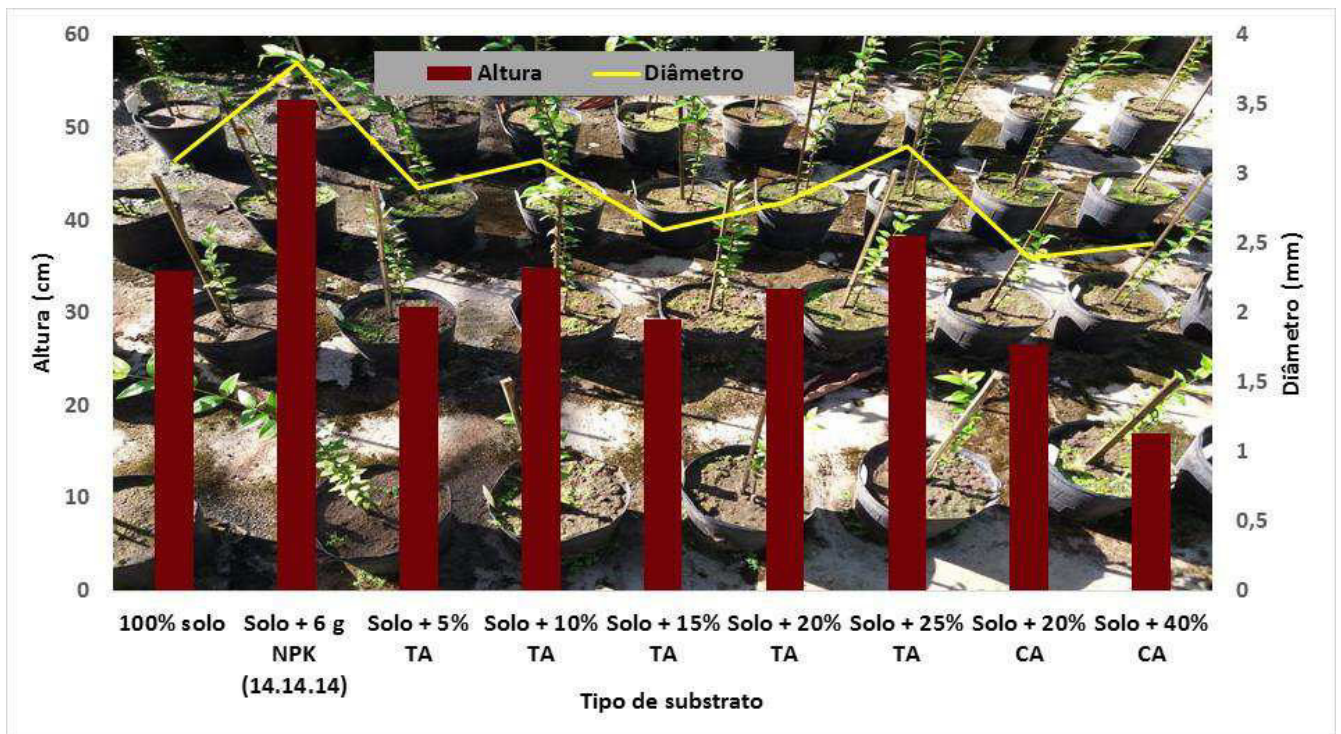 Altura Diâmetro
60
50
40
30
20
10
0
Altura (cm)
4
3,5
3
2,5
2
1,5
1
0,5
0
Diâmetro (mm)
100% solo
Solo + 6 g
NPK
(14.14.14)
Solo + 5%
TA
Solo + 10%
TA
Solo + 15%
TA
Solo + 20%
TA
Solo + 25%
TA
Solo + 20%
CA
Solo + 40%
CA
Tipo de substrato